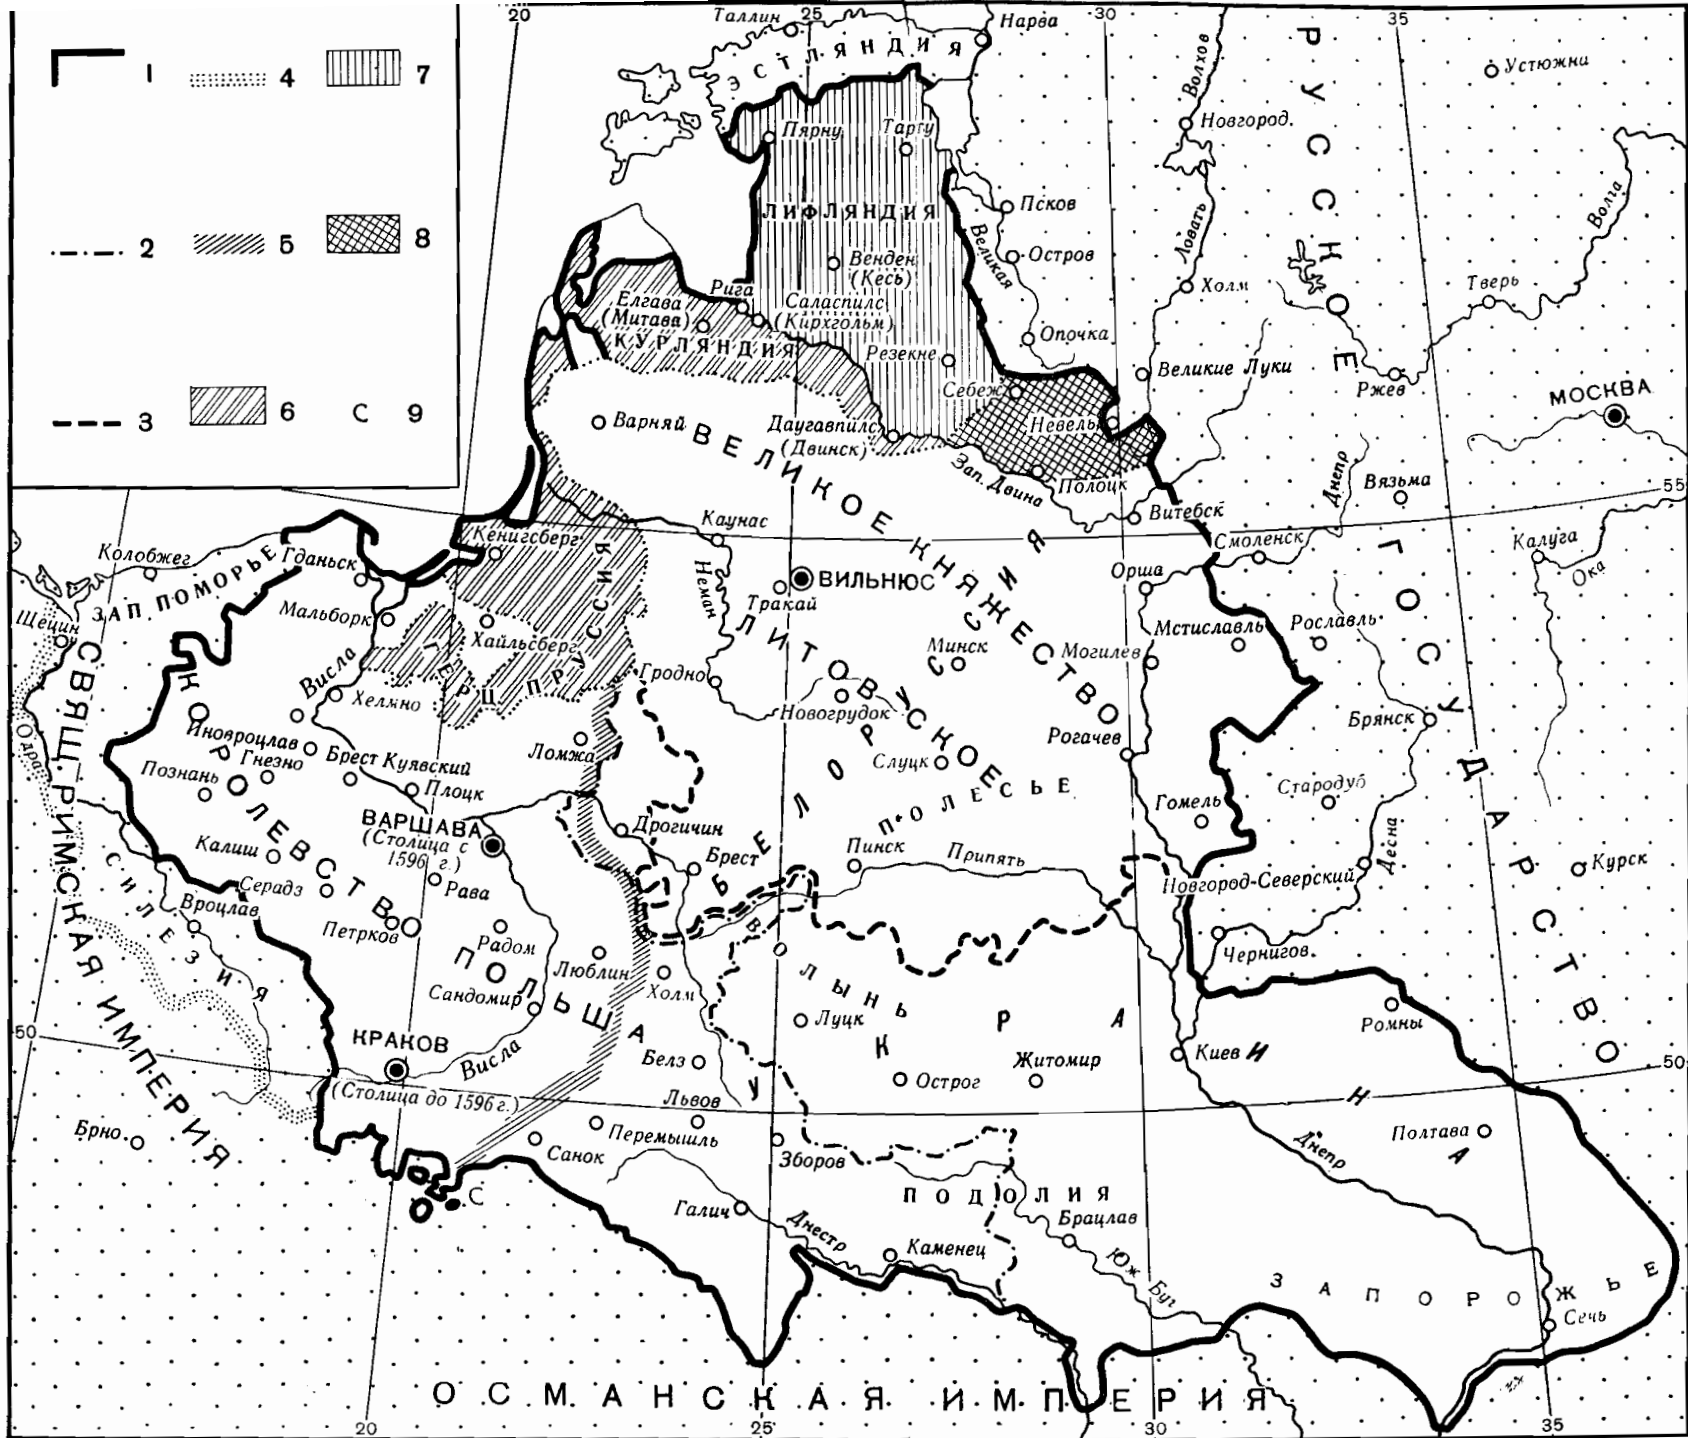 20
25
30
35
1
2
3
4
5
6
7
8
С 9
Таллин
Нарва
ЭСТЛЯНДИЯ
Волхов
Устюжни
Новгород.
Пярну
Тарту
РУССКОЕ ГОСУДАРСТВО
Псков
ЛИФЛЯНДИЯ
Великая
Ловать
Волга
Остров
Венден
(Кесь)
Холм
Тверь
Рига
Елгава
(Митава)
Саласпилс
(Кирхгольм)
КУРЛЯНДИЯ
Опочка
Резекне
Великие Луки
Ржев
Себеж
МОСКВА
Варняй
Даугавпилс
(Двинск)
Невель
ВЕЛИКОЕ КНЯЖЕСТВО
ЛИТОВСКОЕ
Зап. Двина
Полоцк
Днепр
Вязьма
55
Витебск
Каунас
Кенигсберг
Смоленск
Калуга
Ока
Колобжег
Гданьск
ЗАП ПОМОРЬЕ
Орша
ВИЛЬНЮС
Тракай
Неман
Щецин
Мальборк
Хайльсберг
ГЕРЦ ПРУССИЯ
Мстиславль
Рославль
Минск
Могилев
Висла
Гродно
Хелмно
Новогрудок
СВЯЩ. РИМСКАЯ ИМПЕРИЯ
КОРОЛЕВСТВО
ПОЛЬША
Одра
Иновроцлав
Гнезно
Брест Куявский
Ломжа
Рогачев
Брянск
БЕЛОРУССИЯ
Познань
Плоцк
Слуцк
ПОЛЕСЬЕ
Стародуб
Гомель
ВАРШАВА
(Столица с
1596 г.)
Дрогичин
Калиш
Брест
Пинск
Припять
Десна
Курск
Серадз
Рава
Новгород-Северский
СИЛЕЗИЯ
Вроцлав
Петрков
Радом
Люблин
Холм
ВОЛЫНЬ
Чернигов.
Сандомир
Луцк
УКРАИНА
Ромны
50
КРАКОВ
(Столица до 1596 г.)
Висла
Белз
Острог
Житомир
Киев
50
Львов
Брно
Перемышль
Санок
Зборов
Днепр
Полтава
С
ПОДОЛИЯ
Галич
Днестр
Брацлав
Каменец
Юж Буг
ЗАПОРОЖЬЕ
Сечь
ОСМАНСКАЯ ИМПЕРИЯ
20
25
30
35